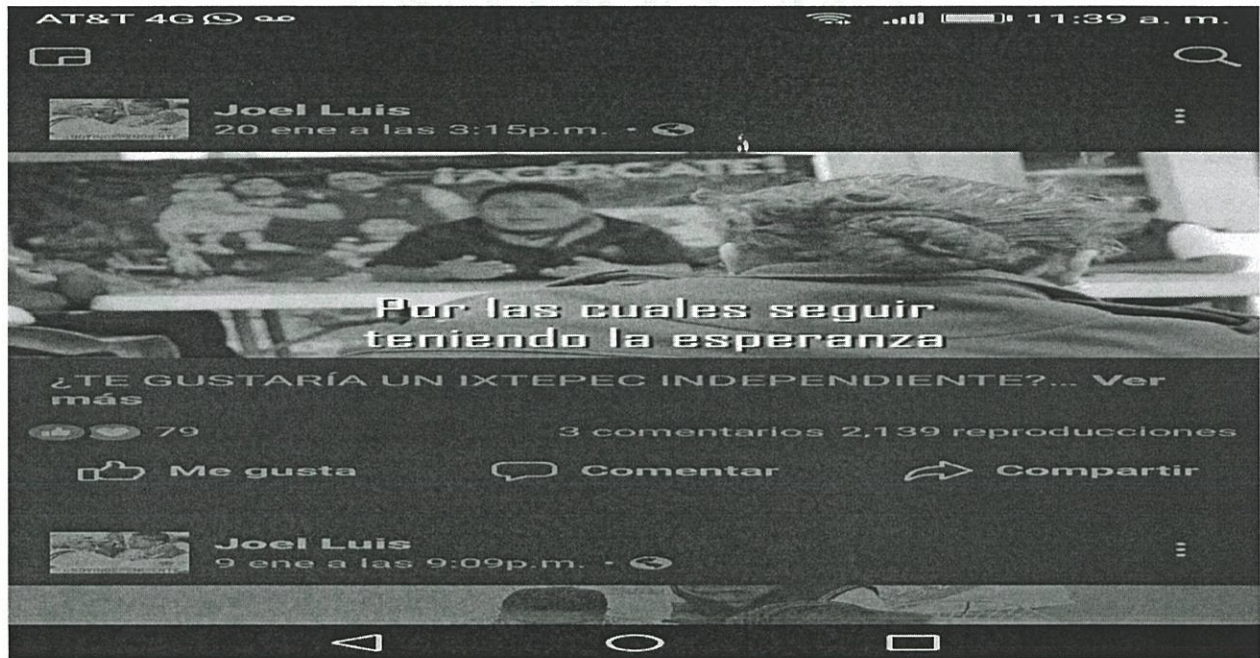 AT&T 4G 11:39 a. m.
Joel Luis
20 ene a las 3:15p.m. ·
¡ACÉRCATE!
Por las cuales seguir
teniendo la esperanza
¿TE GUSTARÍA UN IXTEPEC INDEPENDIENTE?... Ver
más
79 3 comentarios 2,139 reproducciones
Me gusta Comentar Compartir
Joel Luis
9 ene a las 9:09p.m. ·